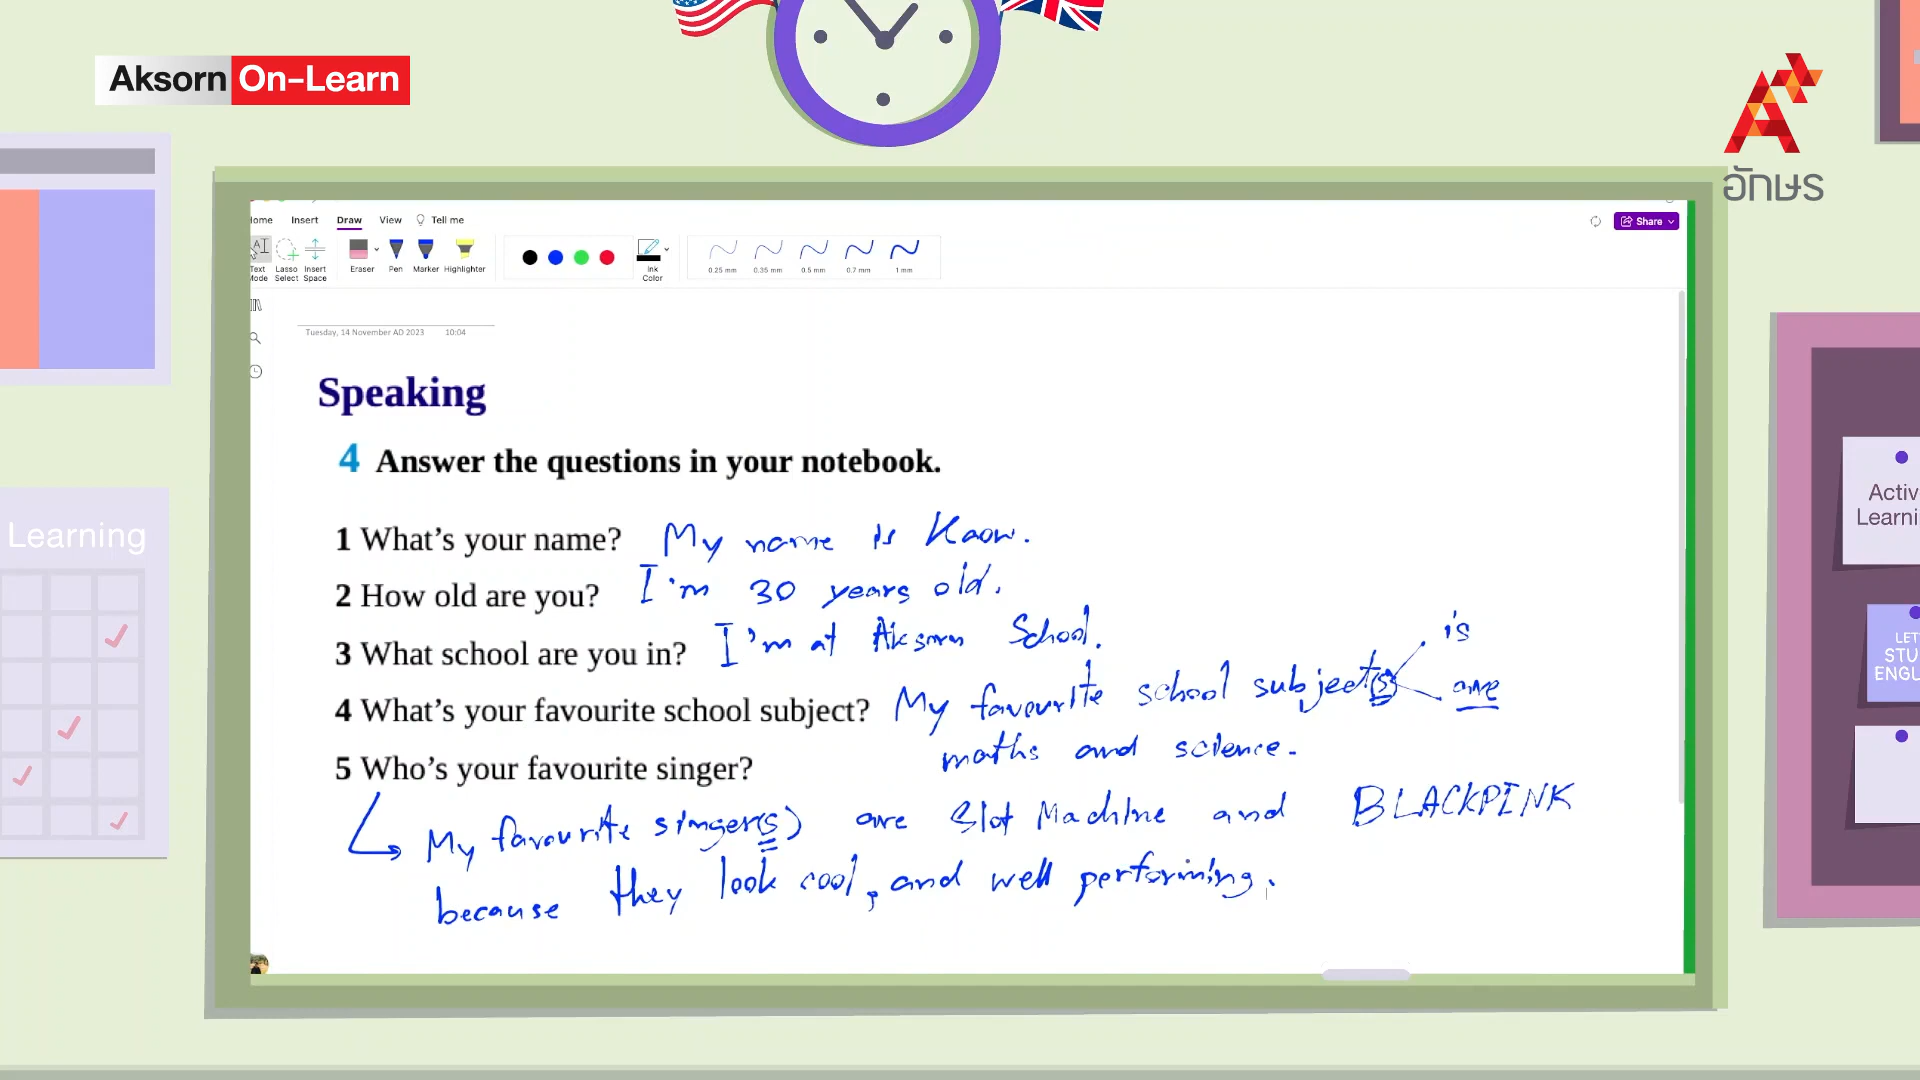 Aksorn On-Learn
อักษร
Home Insert Draw View Tell me
Share
Text Mode
Lasso Select
Insert Space
Eraser
Pen
Marker
Highlighter
Ink Color
0.25 mm
0.35 mm
0.5 mm
0.7 mm
1 mm
Tuesday, 14 November AD 2023 10:04
Speaking
4 Answer the questions in your notebook.
1 What's your name? My name is Kaow.
2 How old are you? I'm 30 years old.
3 What school are you in? I'm at Aksorn School.
4 What's your favourite school subject? My favourite school subject(s) is
are
maths and science.
5 Who's your favourite singer?
My favourite singer(s) are Slot Machine and BLACKPINK
because they look cool, and well performing.
Learning
Activ
Learni
LET'
STU
ENGL